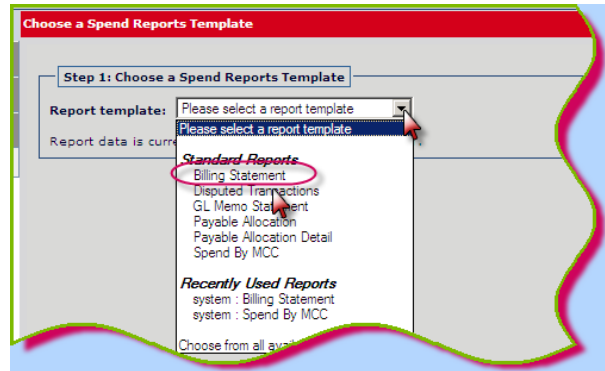 Choose a Spend Reports Template
Step 1: Choose a Spend Reports Template
Report template: Please select a report template
Please select a report template
Report data is
Standard Reports
Billing Statement
Disputed Transactions
GL Memo Statement
Payable Allocation
Payable Allocation Detail
Spend By MCC
Recently Used Reports
system : Billing Statement
system : Spend By MCC
Choose from all